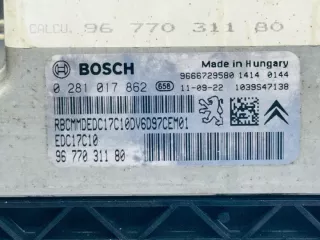 CALCU. 96 770 311 80
BOSCH
Made in Hungary
9666729580 1414 0144
0 281 017 862 658 11-09-22 1039S47138
RBCMMDEDC17C10DV6D97CEM01
EDC17C10
96 770 311 80